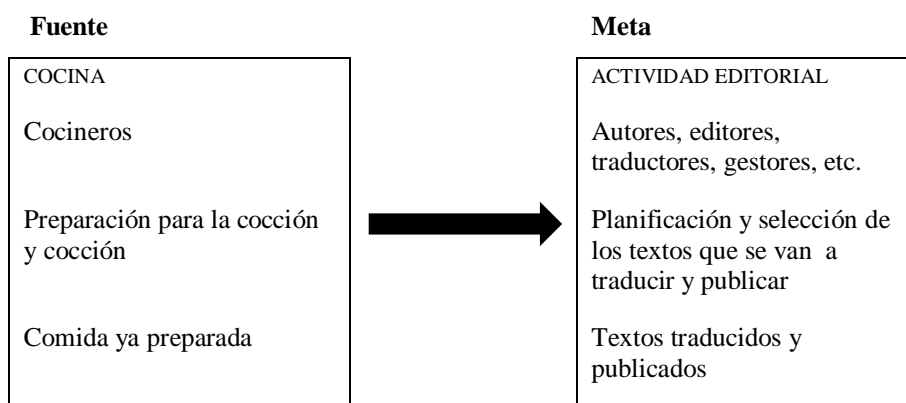 Fuente
COCINA
Cocineros
Preparación para la cocción
y cocción
Comida ya preparada
Meta
ACTIVIDAD EDITORIAL
Autores, editores,
traductores, gestores, etc.
Planificación y selección de
los textos que se van a
traducir y publicar
Textos traducidos y
publicados